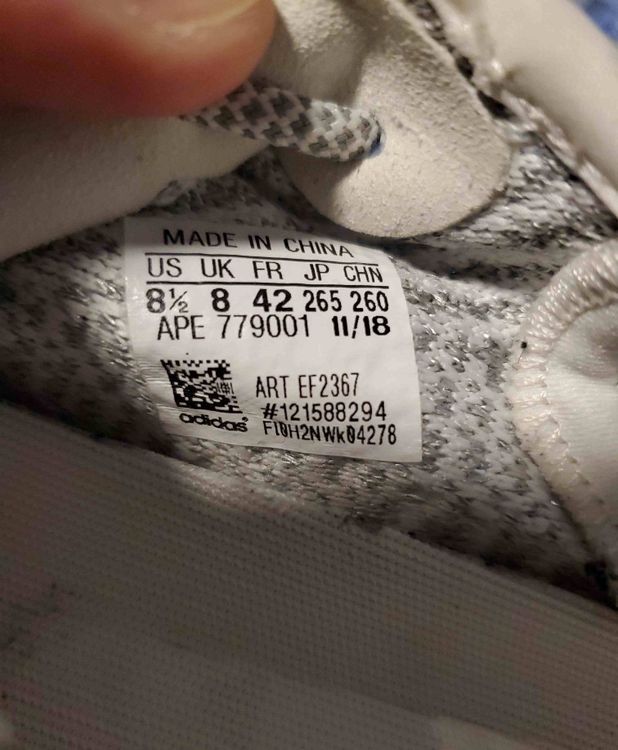 MADE IN CHINA
US UK FR JP CHN
8½ 8 42 265 260
APE 779001 11/18
ART EF2367
#121588294
adidas
FI0H2NWk04278